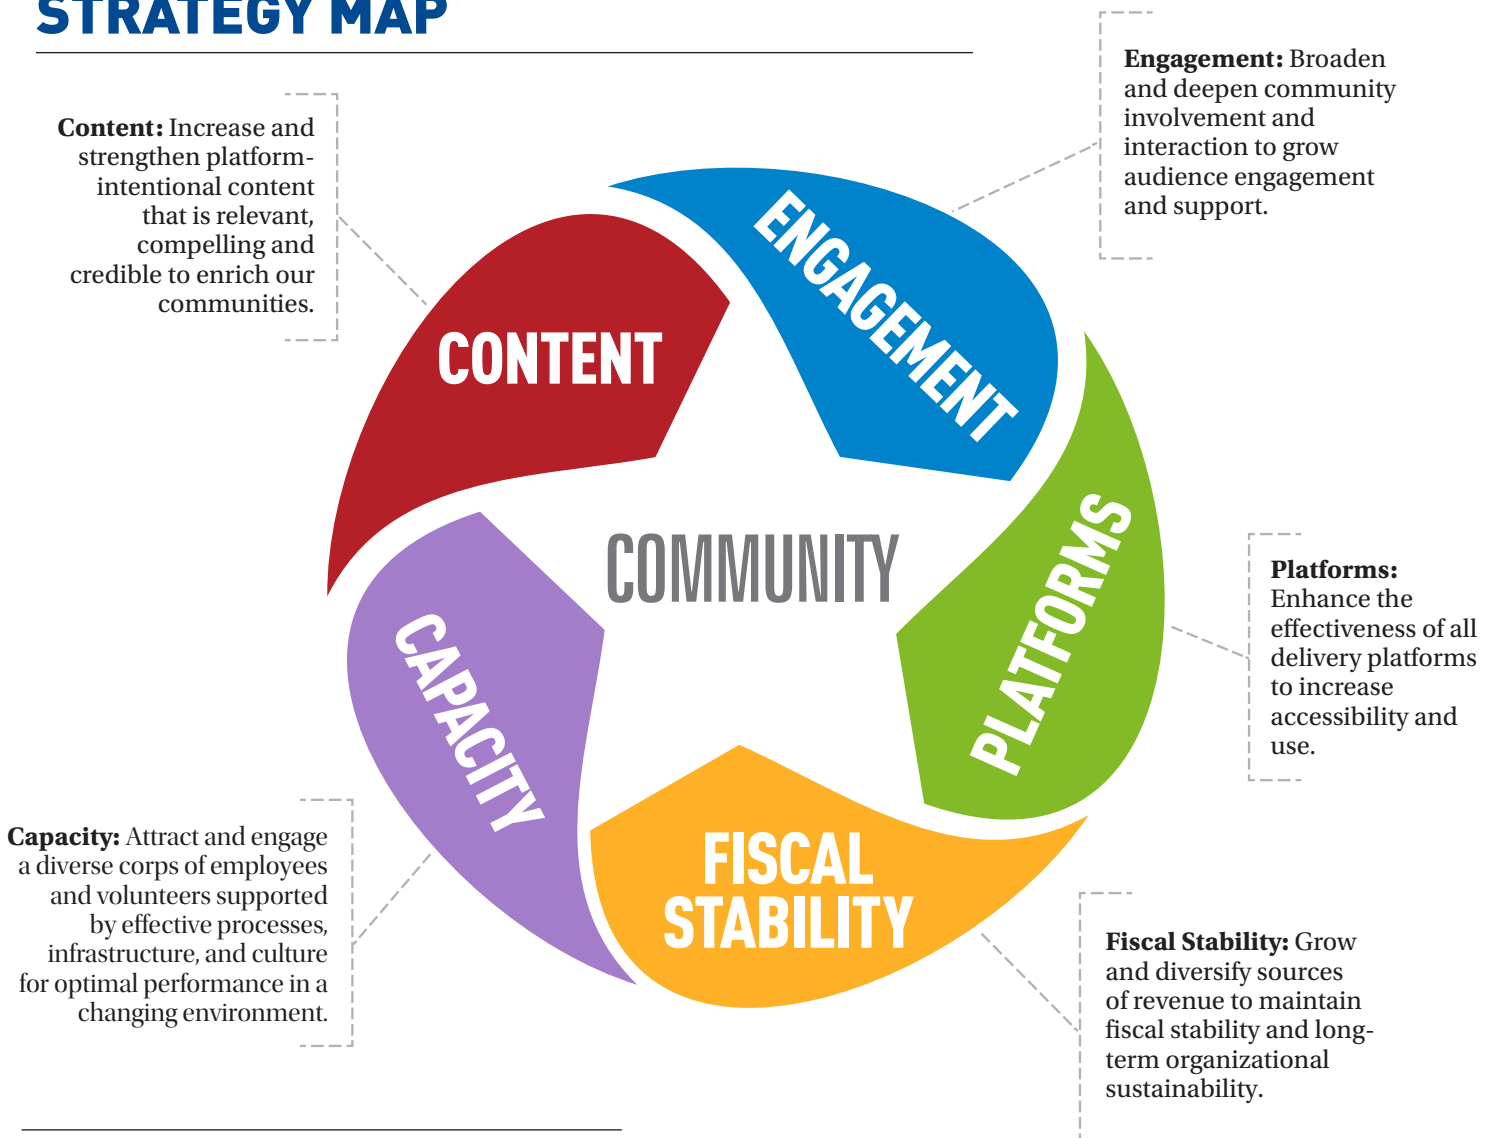 STRATEGY MAP
Engagement: Broaden
and deepen community
involvement and
interaction to grow
audience engagement
and support.
Content: Increase and
strengthen platform-
intentional content
that is relevant,
compelling and
credible to enrich our
communities.
ENGAGEMENT
CONTENT
COMMUNITY
PLATFORMS
Platforms:
Enhance the
effectiveness of all
delivery platforms
to increase
accessibility and
use.
CAPACITY
Capacity: Attract and engage
a diverse corps of employees
and volunteers supported
by effective processes,
infrastructure, and culture
for optimal performance in a
changing environment.
FISCAL
STABILITY
Fiscal Stability: Grow
and diversify sources
of revenue to maintain
fiscal stability and long-
term organizational
sustainability.